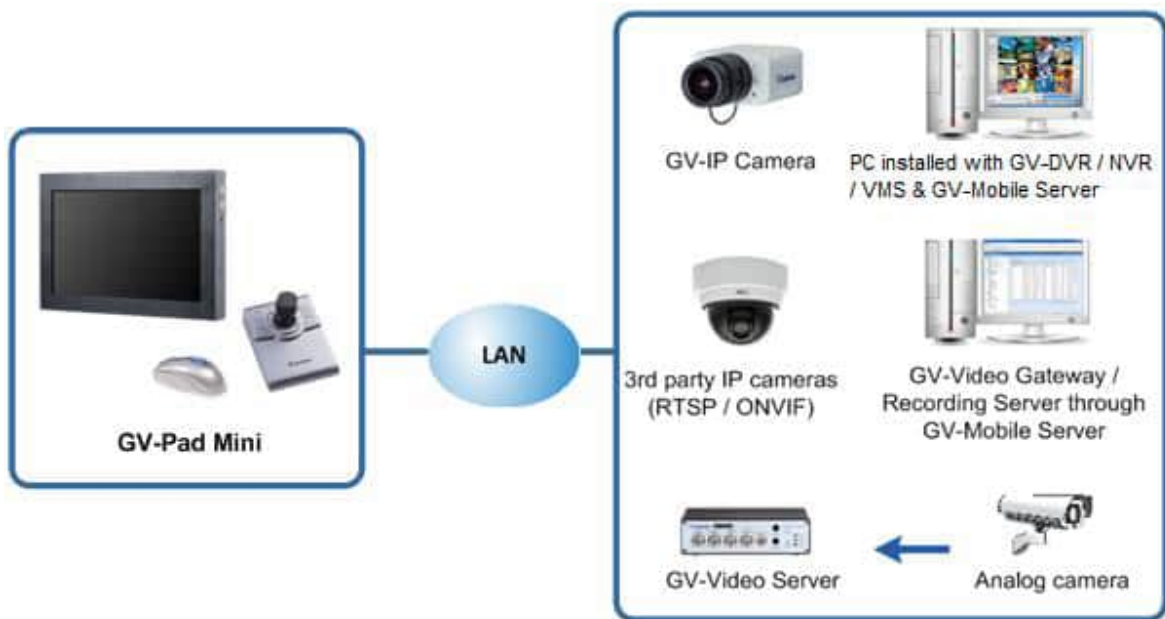 GV-Pad Mini
LAN
GV-IP Camera
PC installed with GV-DVR / NVR
/ VMS & GV-Mobile Server
3rd party IP cameras
(RTSP / ONVIF)
GV-Video Gateway /
Recording Server through
GV-Mobile Server
GV-Video Server
Analog camera